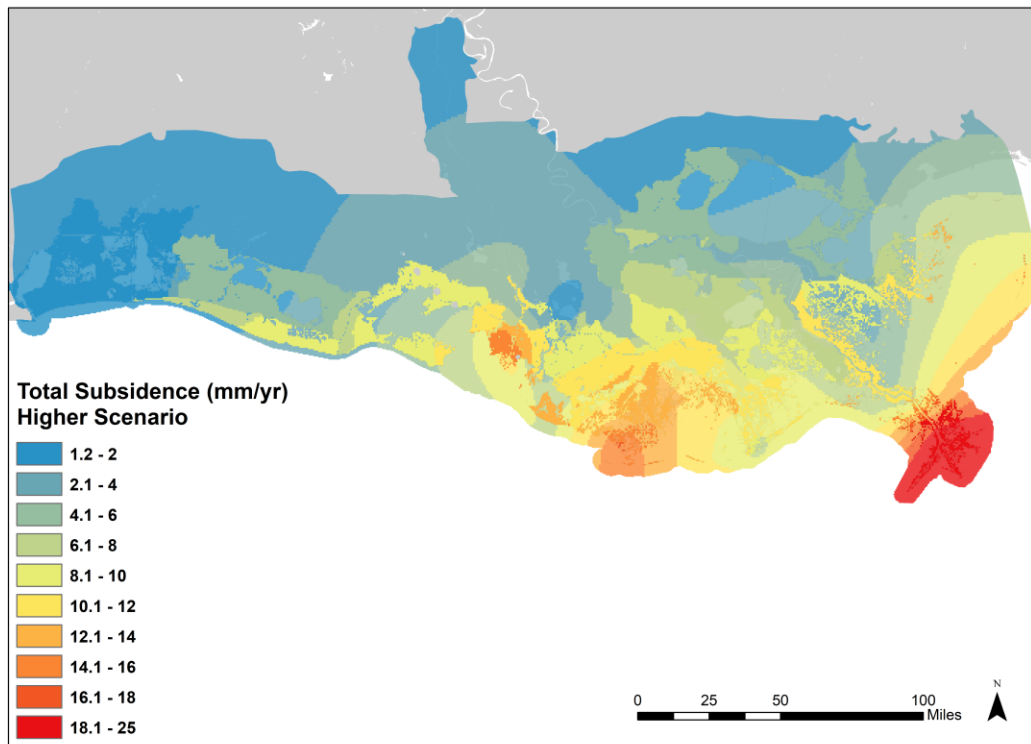 Total Subsidence (mm/yr)
Higher Scenario
1.2 - 2
2.1 - 4
4.1 - 6
6.1 - 8
8.1 - 10
10.1 - 12
12.1 - 14
14.1 - 16
16.1 - 18
18.1 - 25
0 25 50 100
Miles
N